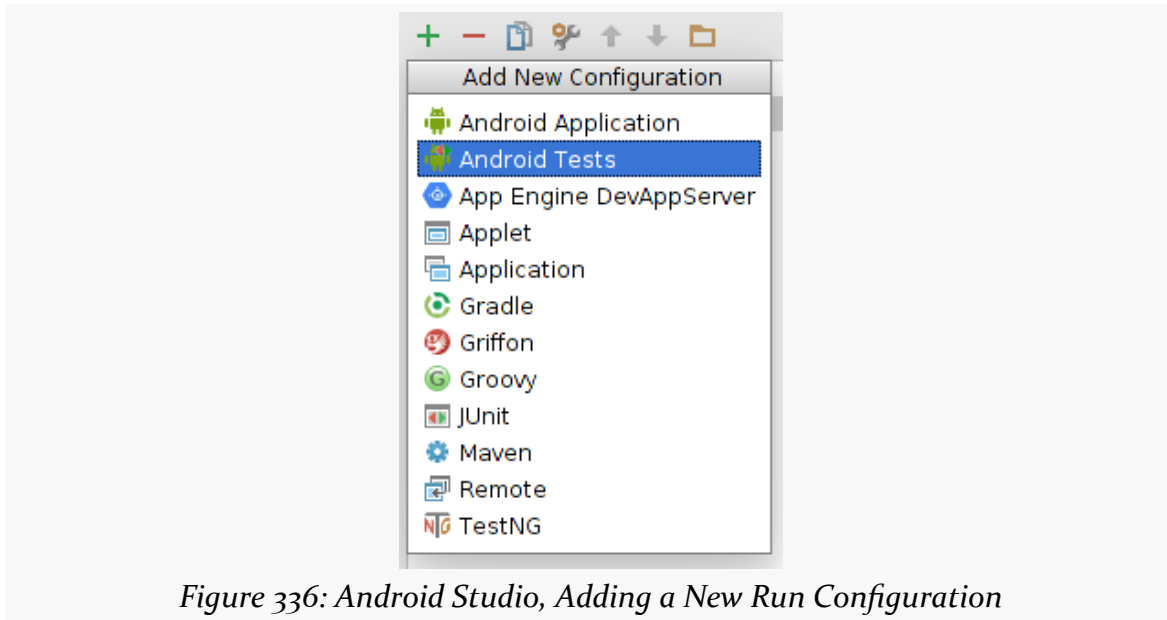 Add New Configuration
Android Application
Android Tests
App Engine DevAppServer
Applet
Application
Gradle
Griffon
G Groovy
JUnit
Maven
Remote
NTG TestNG
Figure 336: Android Studio, Adding a New Run Configuration